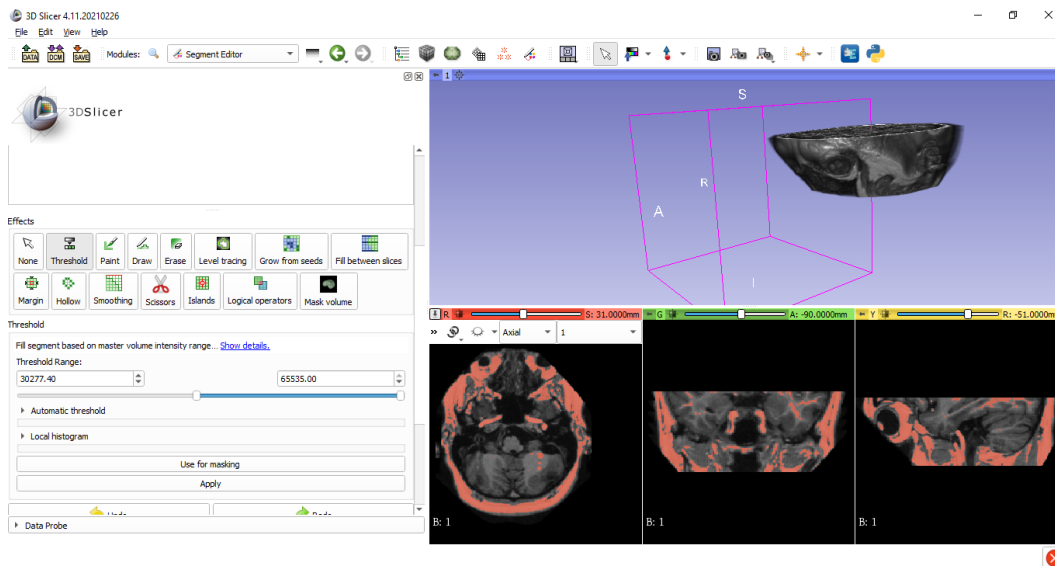 3D Slicer 4.11.20210226
File Edit View Help
DATA DCM SAVE Modules: Segment Editor
3DSlicer
Effects
None Threshold Paint Draw Erase Level tracing Grow from seeds Fill between slices
Margin Hollow Smoothing Scissors Islands Logical operators Mask volume
Threshold
Fill segment based on master volume intensity range... Show details.
Threshold Range:
30277.40 65535.00
Automatic threshold
Local histogram
Use for masking
Apply
Undo Redo
Data Probe
1
S
R
A
I
R S: 31.0000mm
G A: -90.0000mm
Y R: -51.0000mm
Axial 1
B: 1
B: 1
B: 1